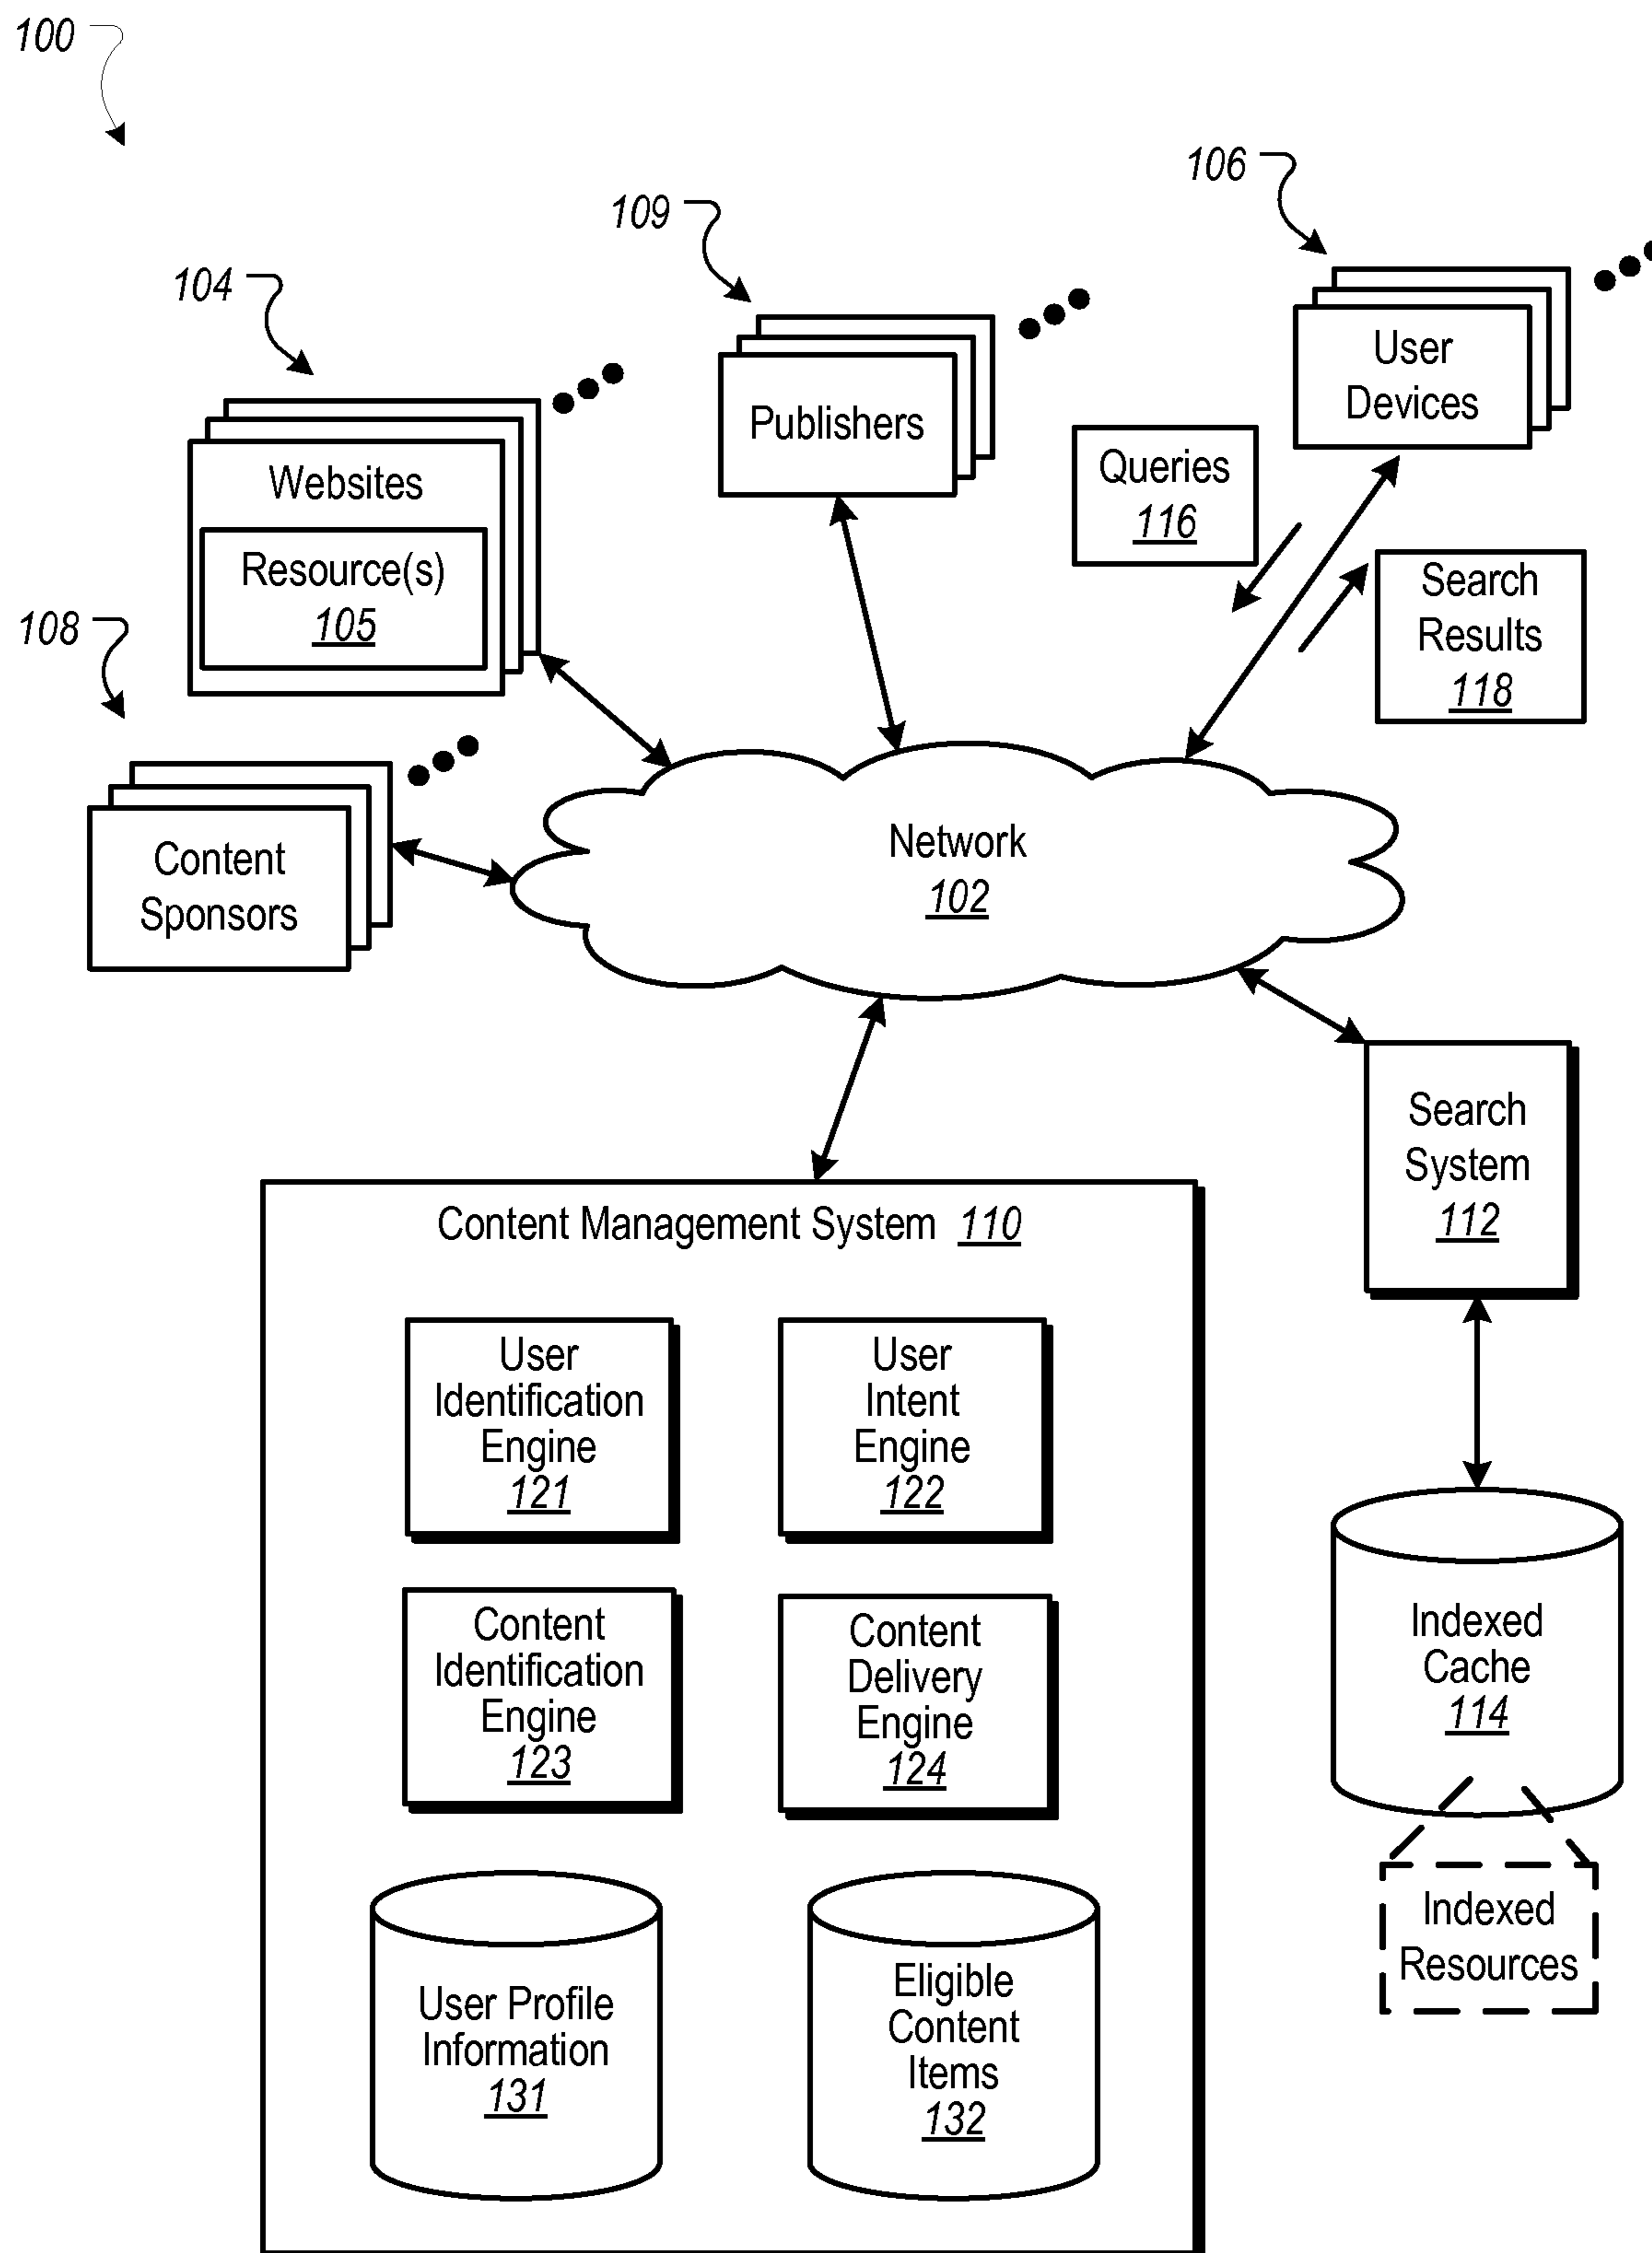 100
106
109
104
User
Devices
Publishers
Queries
116
Websites
Resource(s)
105
Search
Results
118
108
Content
Sponsors
Network
102
Search
System
112
Content Management System 110
User
Identification
Engine
121
User
Intent
Engine
122
Content
Identification
Engine
123
Content
Delivery
Engine
124
Indexed
Cache
114
Indexed
Resources
User Profile
Information
131
Eligible
Content
Items
132